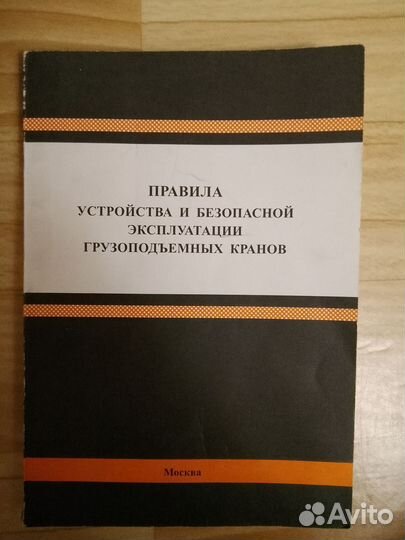 ПРАВИЛА
УСТРОЙСТВА И БЕЗОПАСНОЙ
ЭКСПЛУАТАЦИИ
ГРУЗОПОДЪЕМНЫХ КРАНОВ
Москва
Avito